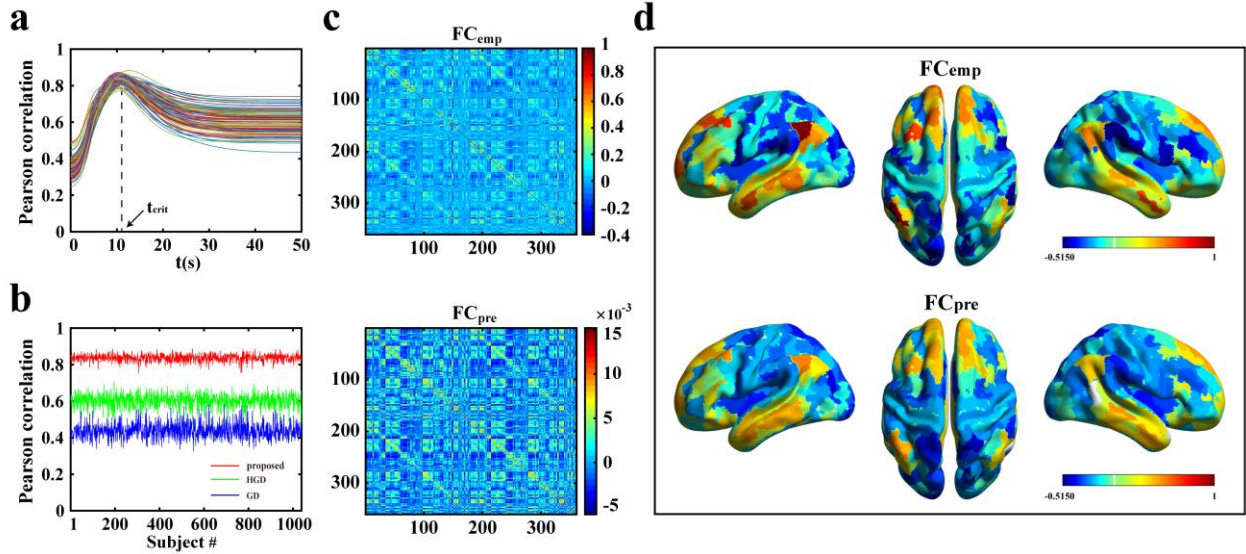 a
Pearson correlation
1
0.8
0.6
0.4
0.2
0
0 10 20 30 40 50
t(s)
tcrit
b
Pearson correlation
1
0.8
0.6
0.4
0.2
0
1 200 400 600 800 1000
Subject #
proposed
HGD
GD
c
FCemp
100
200
300
100 200 300
1
0.8
0.6
0.4
0.2
0
-0.2
-0.4
FCpre
100
200
300
100 200 300
×10-3
15
10
5
0
-5
d
FCemp
-0.5150 1
FCpre
-0.5150 1